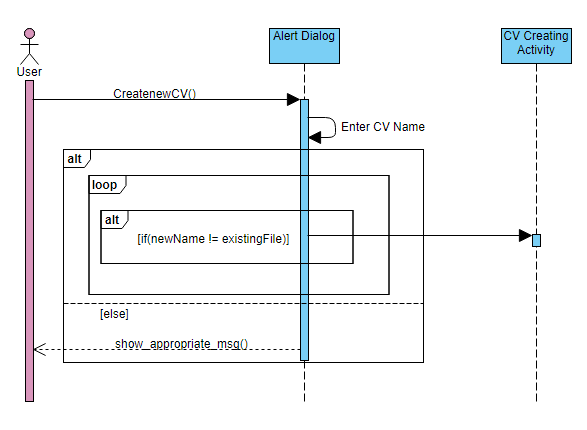 Alert Dialog
CV Creating
Activity
User
CreatenewCV()
Enter CV Name
alt
loop
alt
[if(newName != existingFile)]
[else]
show_appropriate_msg()